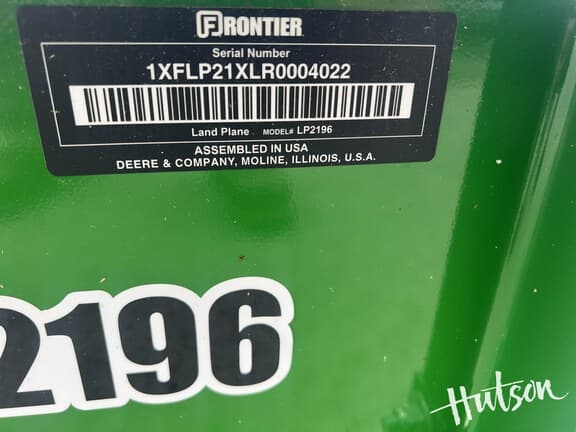 FRONTIER
Serial Number
1XFLP21XLR0004022
Land Plane MODEL# LP2196
ASSEMBLED IN USA
DEERE & COMPANY, MOLINE, ILLINOIS, U.S.A.
2196
Hutson